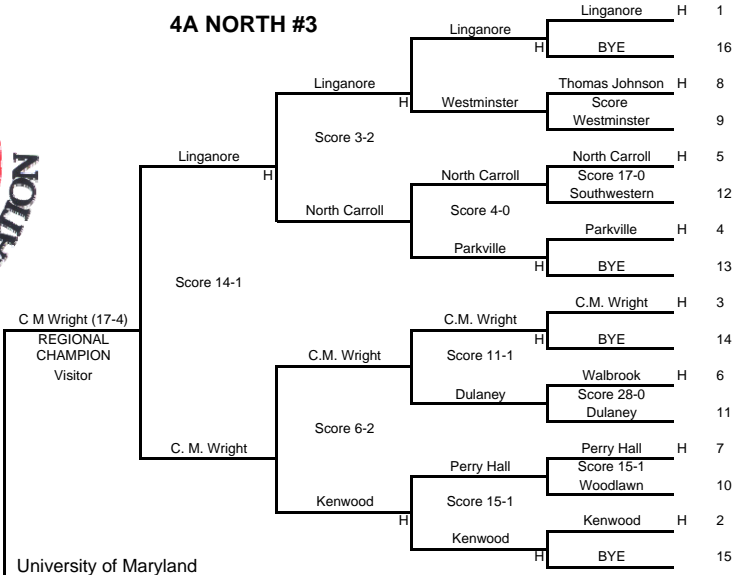 4A NORTH #3
Linganore H 1
Linganore
H BYE 16
Linganore
Thomas Johnson H 8
H Westminster Score
Westminster 9
Score 3-2
Linganore
H
North Carroll H 5
North Carroll Score 17-0
Southwestern 12
North Carroll Score 4-0
Parkville H 4
Parkville
H BYE 13
Score 14-1
C M Wright (17-4)
REGIONAL
CHAMPION
Visitor
C.M. Wright H 3
C.M. Wright
H BYE 14
C.M. Wright Score 11-1
Walbrook H 6
Dulaney Score 28-0
Dulaney 11
Score 6-2
C. M. Wright
Perry Hall H 7
Perry Hall Score 15-1
Woodlawn 10
Kenwood Score 15-1
H
Kenwood H 2
Kenwood
H BYE 15
University of Maryland
NATION